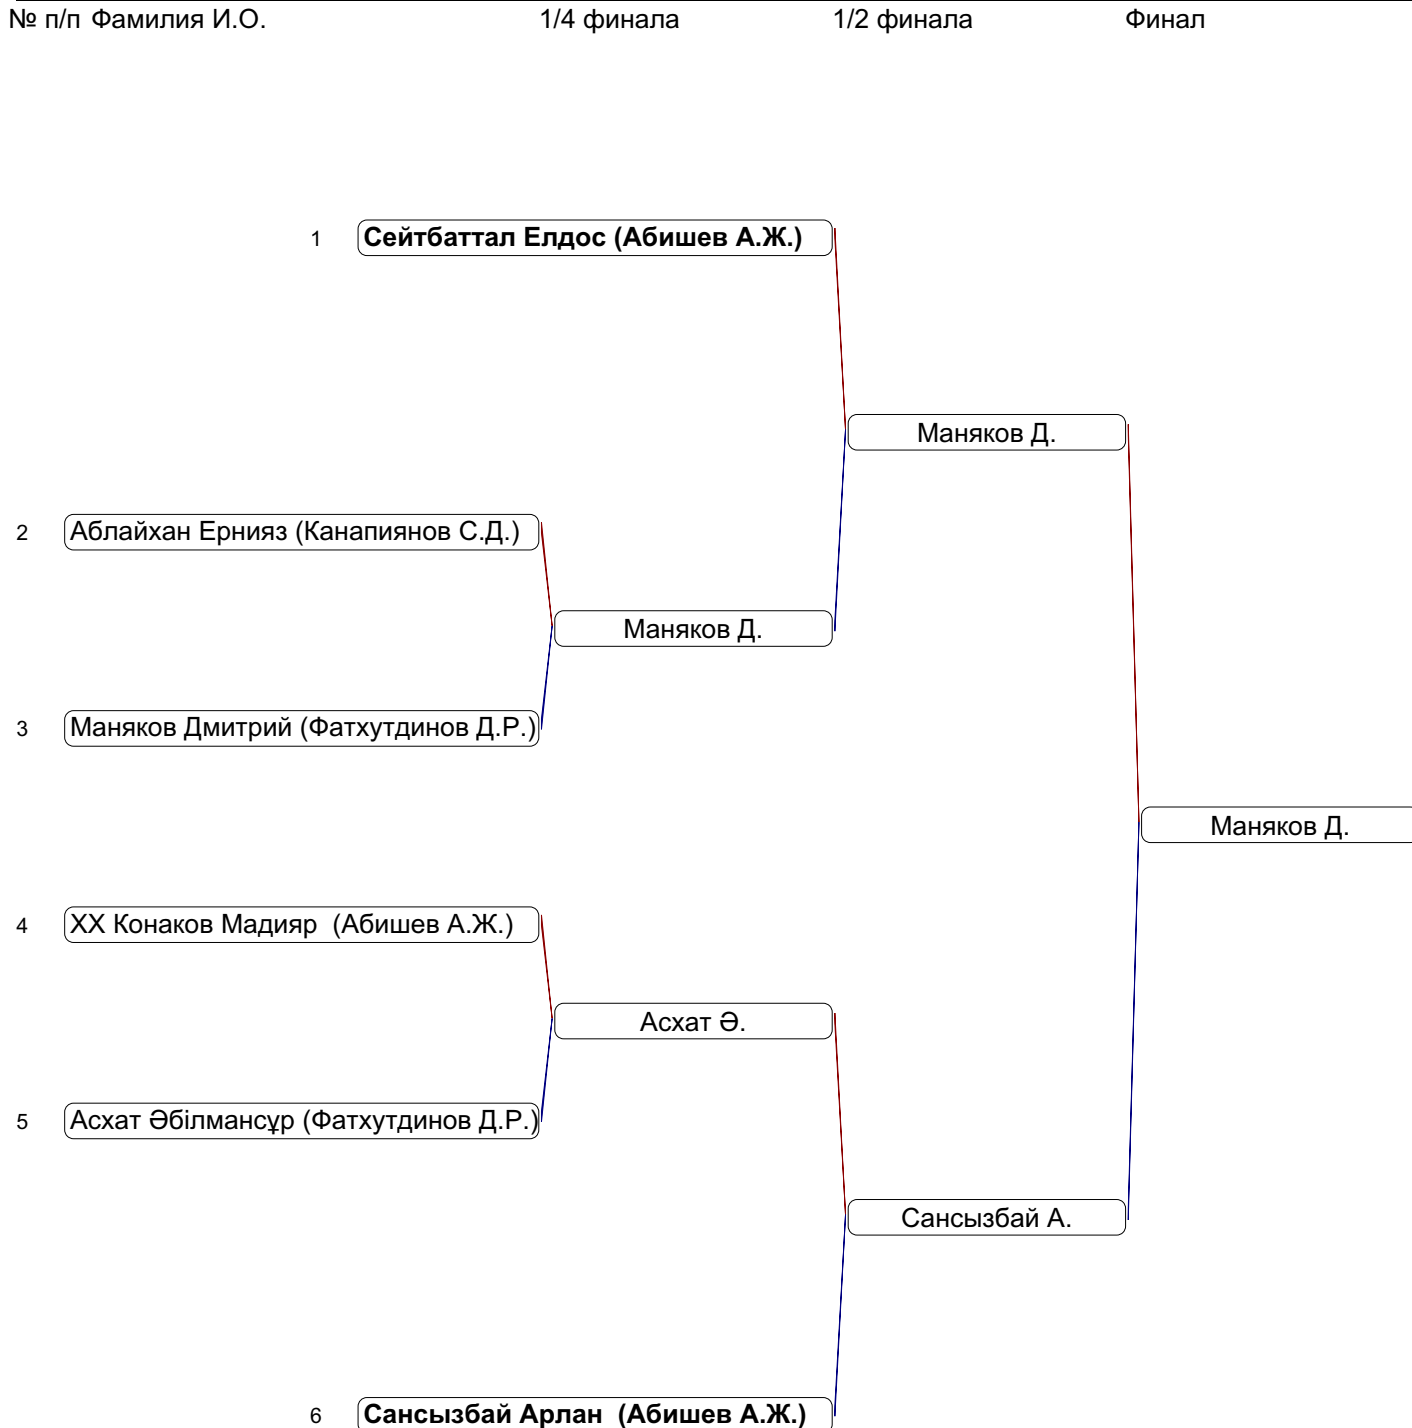 № п/п Фамилия И.О. 1/4 финала 1/2 финала Финал
1 Сейтбаттал Елдос (Абишев А.Ж.)
Маняков Д.
2 Аблайхан Ернияз (Канапиянов С.Д.)
Маняков Д.
3 Маняков Дмитрий (Фатхутдинов Д.Р.)
Маняков Д.
4 ХХ Конаков Мадияр (Абишев А.Ж.)
Асхат Ә.
5 Асхат Әбілмансұр (Фатхутдинов Д.Р.)
Сансызбай А.
6 Сансызбай Арлан (Абишев А.Ж.)